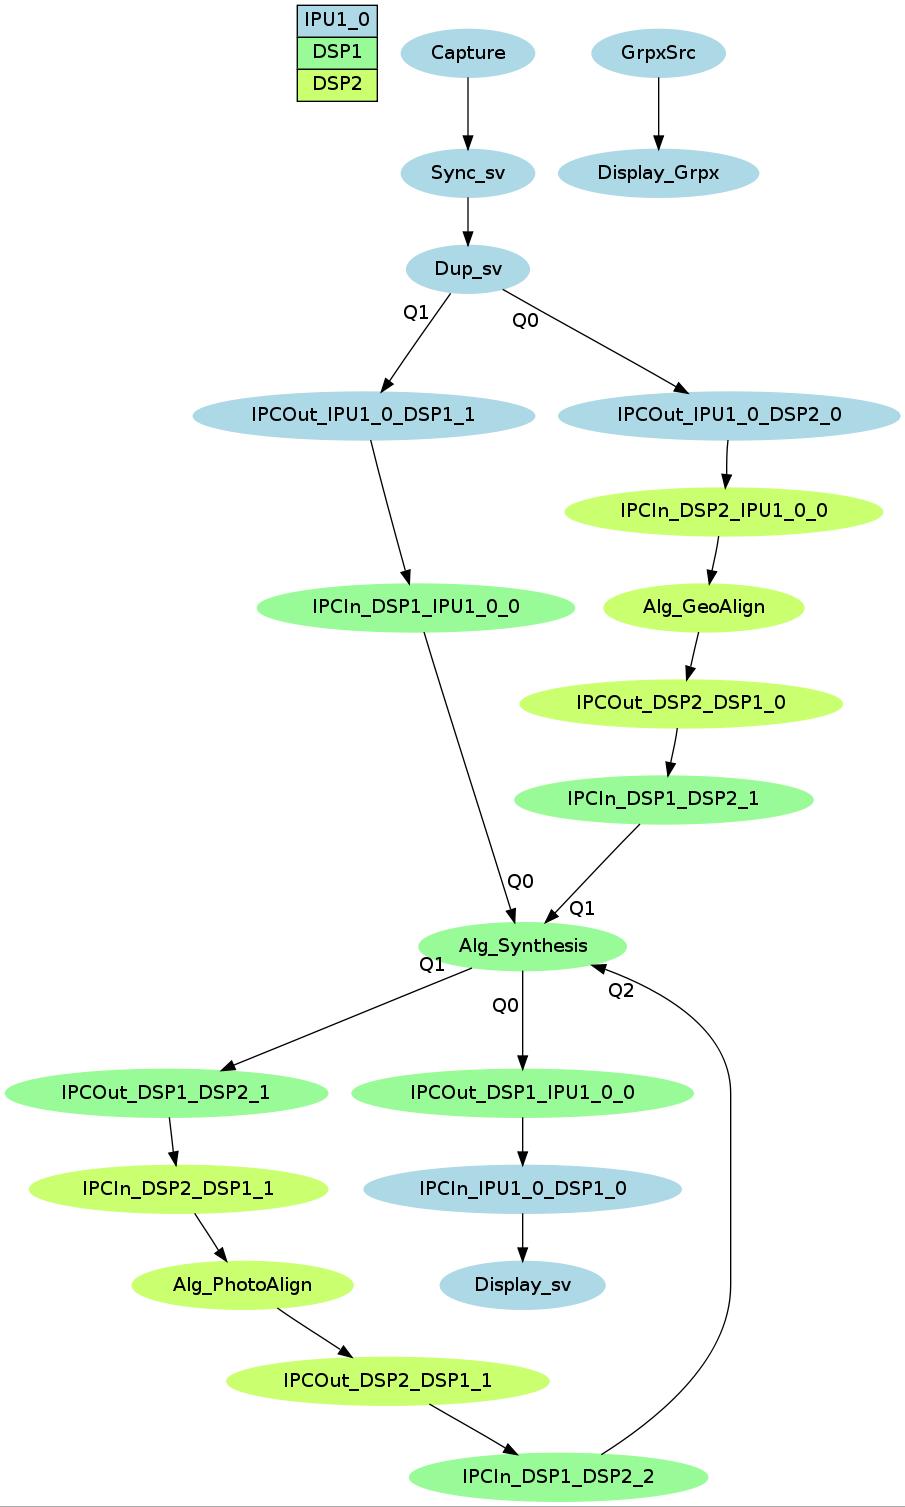 IPU1_0
DSP1
DSP2
Capture
GrpxSrc
Sync_sv
Display_Grpx
Dup_sv
Q1
Q0
IPCOut_IPU1_0_DSP1_1
IPCOut_IPU1_0_DSP2_0
IPCIn_DSP2_IPU1_0_0
IPCIn_DSP1_IPU1_0_0
Alg_GeoAlign
IPCOut_DSP2_DSP1_0
IPCIn_DSP1_DSP2_1
Q0
Q1
Alg_Synthesis
Q1
Q0
Q2
IPCOut_DSP1_DSP2_1
IPCOut_DSP1_IPU1_0_0
IPCIn_DSP2_DSP1_1
IPCIn_IPU1_0_DSP1_0
Alg_PhotoAlign
Display_sv
IPCOut_DSP2_DSP1_1
IPCIn_DSP1_DSP2_2